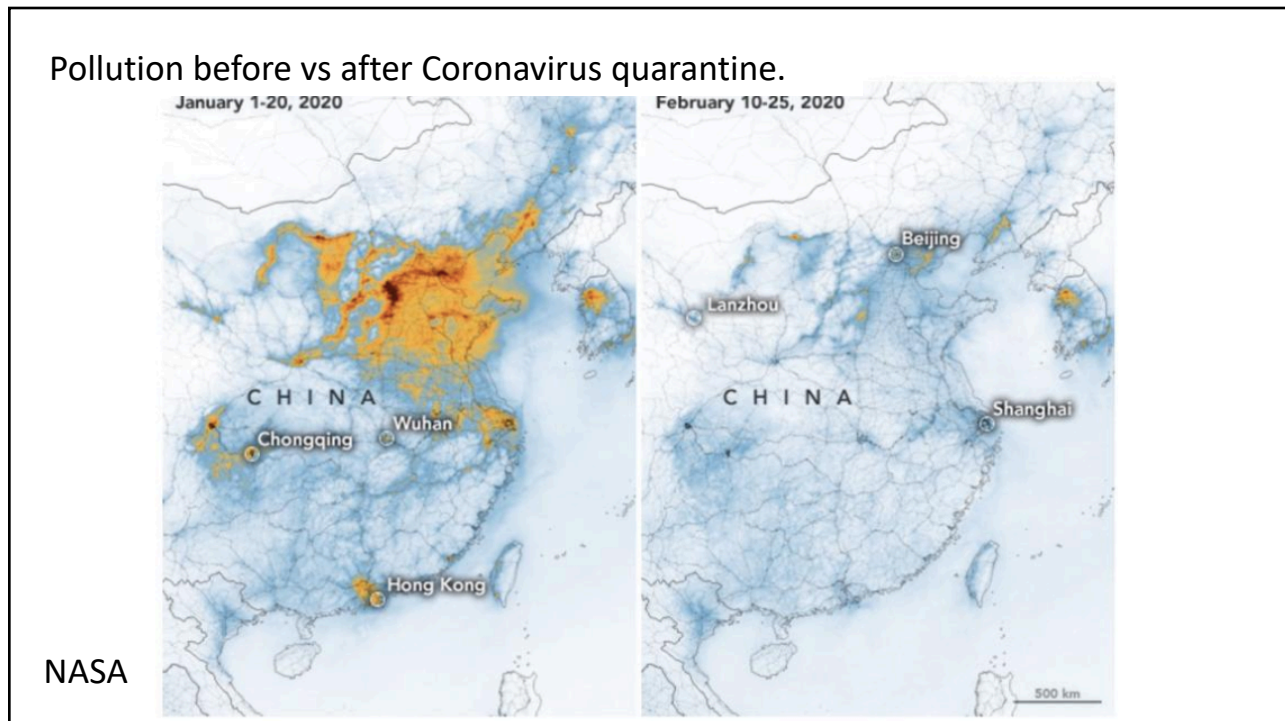 Pollution before vs after Coronavirus quarantine.
January 1-20, 2020
February 10-25, 2020
Beijing
Lanzhou
CHINA
Wuhan
Chongqing
Hong Kong
CHINA
Shanghai
500 km
NASA